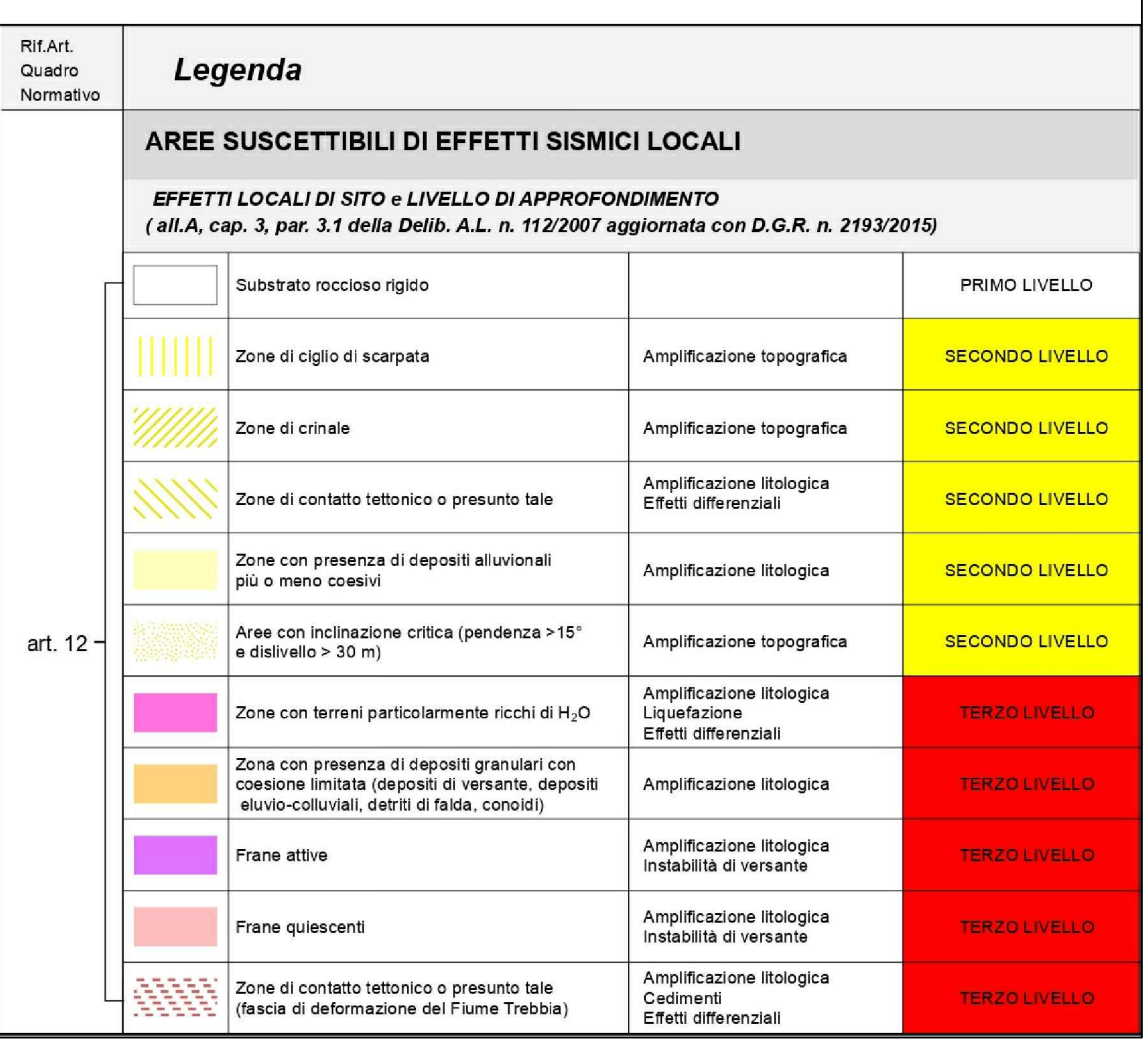 Rif.Art.
Quadro
Normativo
Legenda
AREE SUSCETTIBILI DI EFFETTI SISMICI LOCALI
EFFETTI LOCALI DI SITO e LIVELLO DI APPROFONDIMENTO
( all.A, cap. 3, par. 3.1 della Delib. A.L. n. 112/2007 aggiornata con D.G.R. n. 2193/2015)
art. 12
Substrato roccioso rigido
PRIMO LIVELLO
Zone di ciglio di scarpata
Amplificazione topografica
SECONDO LIVELLO
Zone di crinale
Amplificazione topografica
SECONDO LIVELLO
Zone di contatto tettonico o presunto tale
Amplificazione litologica
Effetti differenziali
SECONDO LIVELLO
Zone con presenza di depositi alluvionali
più o meno coesivi
Amplificazione litologica
SECONDO LIVELLO
Aree con inclinazione critica (pendenza >15°
e dislivello > 30 m)
Amplificazione topografica
SECONDO LIVELLO
Zone con terreni particolarmente ricchi di H₂O
Amplificazione litologica
Liquefazione
Effetti differenziali
TERZO LIVELLO
Zona con presenza di depositi granulari con
coesione limitata (depositi di versante, depositi
eluvio-colluviali, detriti di falda, conoidi)
Amplificazione litologica
TERZO LIVELLO
Frane attive
Amplificazione litologica
Instabilità di versante
TERZO LIVELLO
Frane quiescenti
Amplificazione litologica
Instabilità di versante
TERZO LIVELLO
Zone di contatto tettonico o presunto tale
(fascia di deformazione del Fiume Trebbia)
Amplificazione litologica
Cedimenti
Effetti differenziali
TERZO LIVELLO